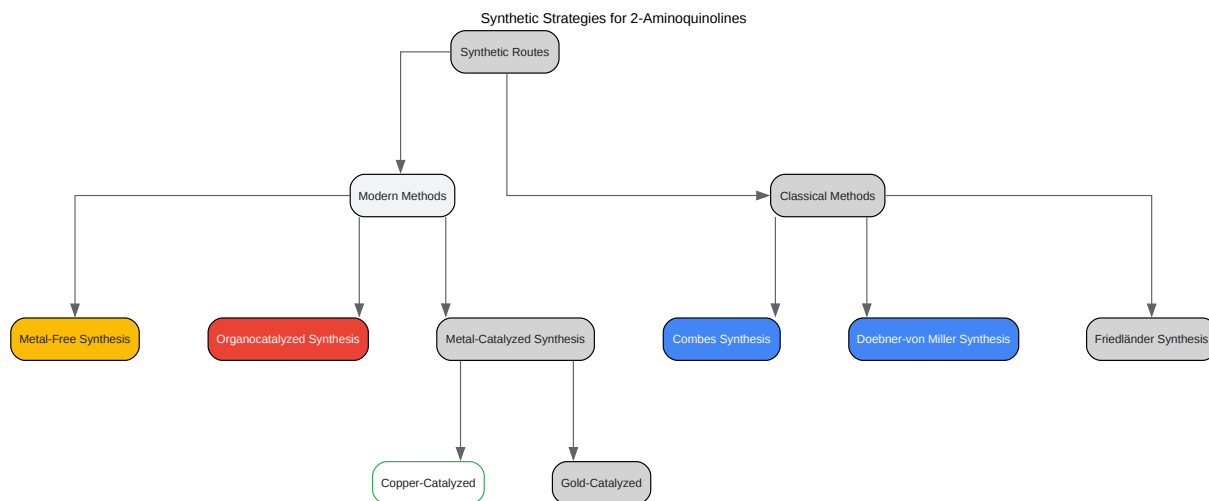 Synthetic Strategies for 2-Aminoquinolines
Synthetic Routes
Modern Methods
Classical Methods
Metal-Free Synthesis
Organocatalyzed Synthesis
Metal-Catalyzed Synthesis
Combes Synthesis
Doebner-von Miller Synthesis
Friedländer Synthesis
Copper-Catalyzed
Gold-Catalyzed